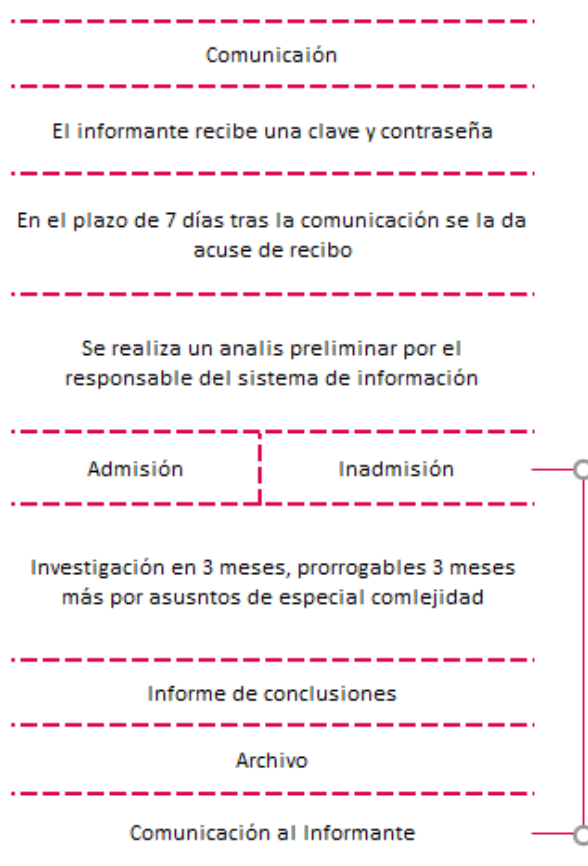 Comunicaión
El informante recibe una clave y contraseña
En el plazo de 7 días tras la comunicación se la da
acuse de recibo
Se realiza un analis preliminar por el
responsable del sistema de información
Admisión
Inadmisión
Investigación en 3 meses, prorrogables 3 meses
más por asusntos de especial comlejidad
Informe de conclusiones
Archivo
Comunicación al Informante